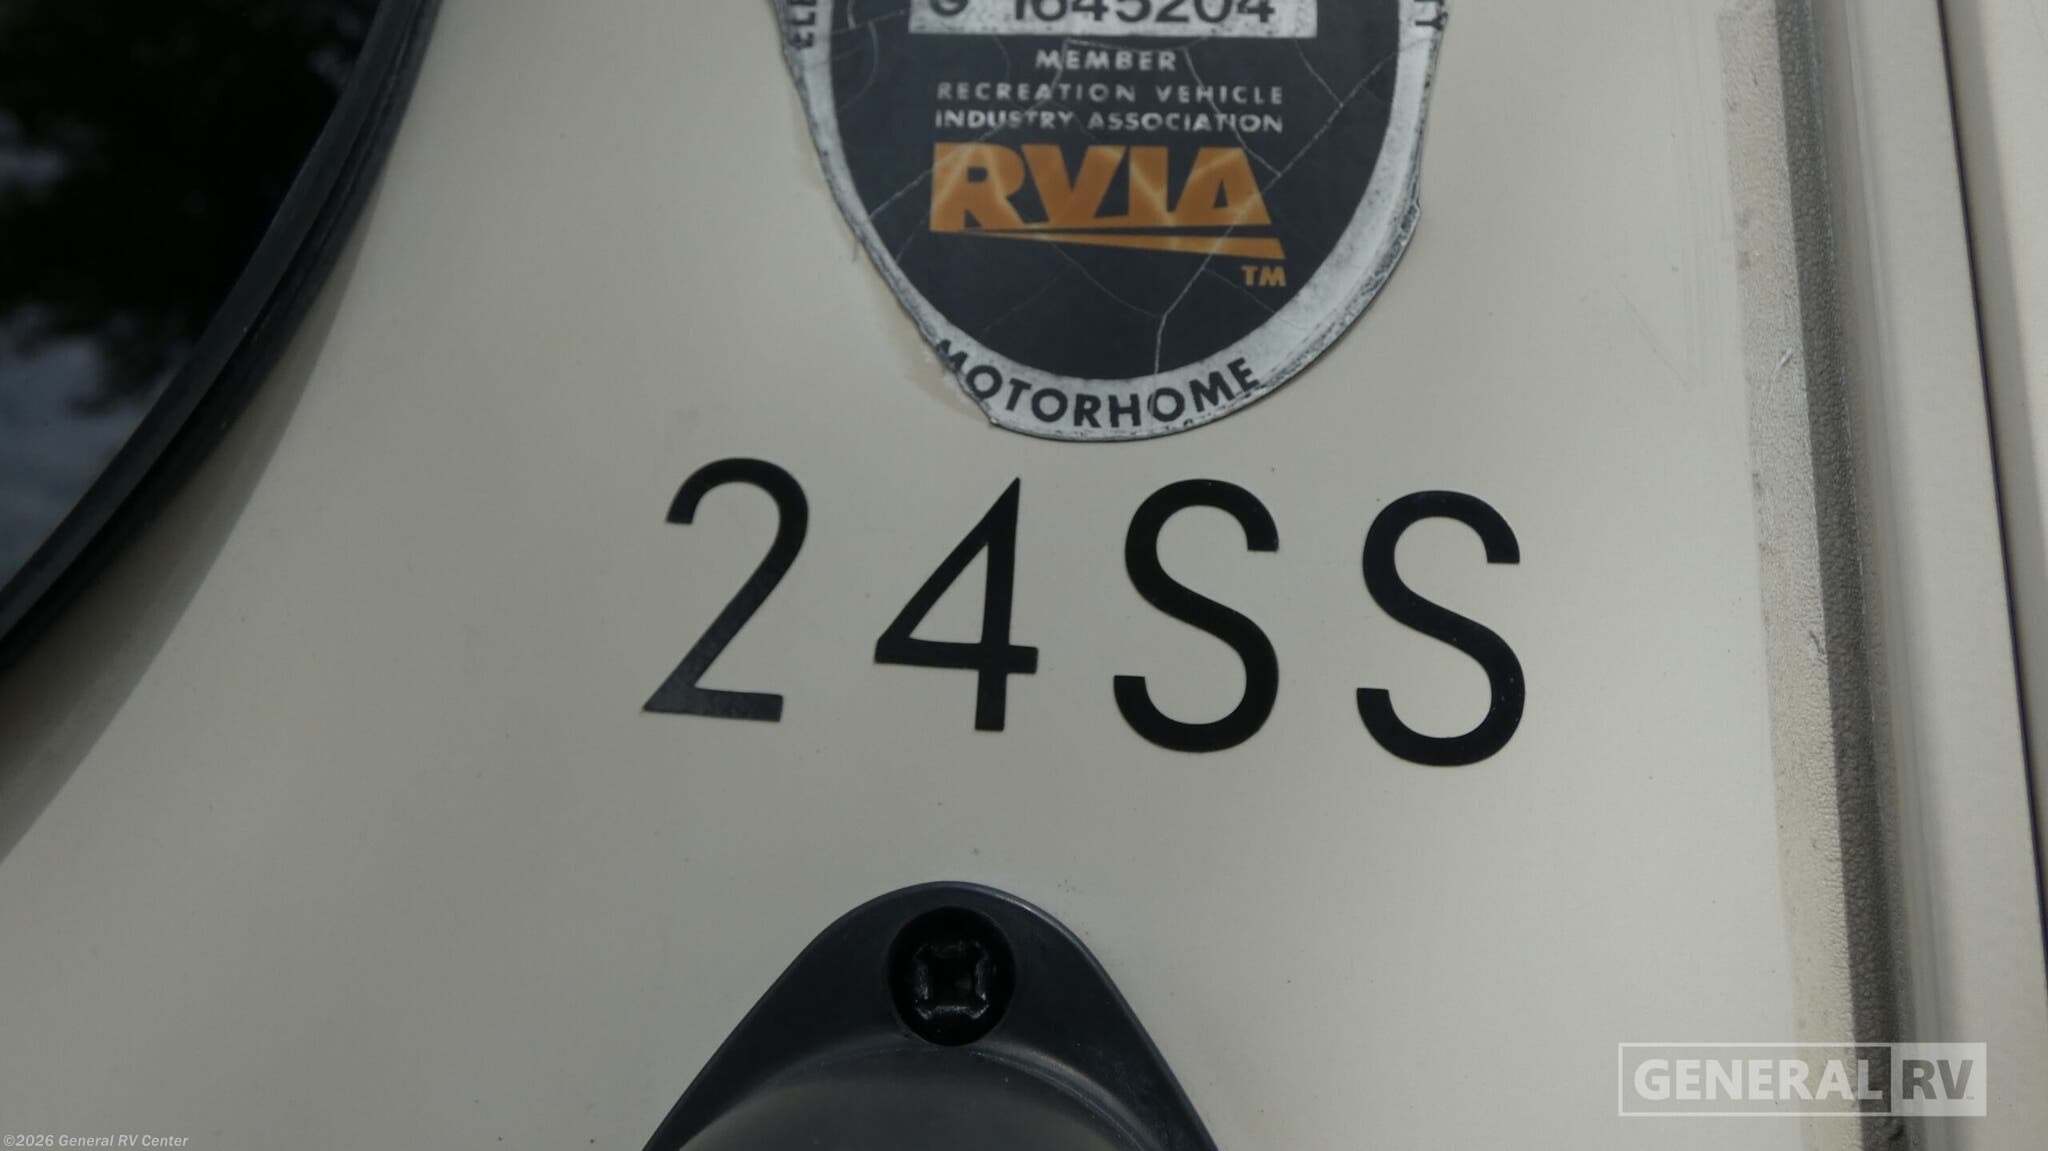 G 1645204
MEMBER
RECREATION VEHICLE
INDUSTRY ASSOCIATION
RVIA
TM
MOTORHOME
24SS
GENERAL RV
©2026 General RV Center